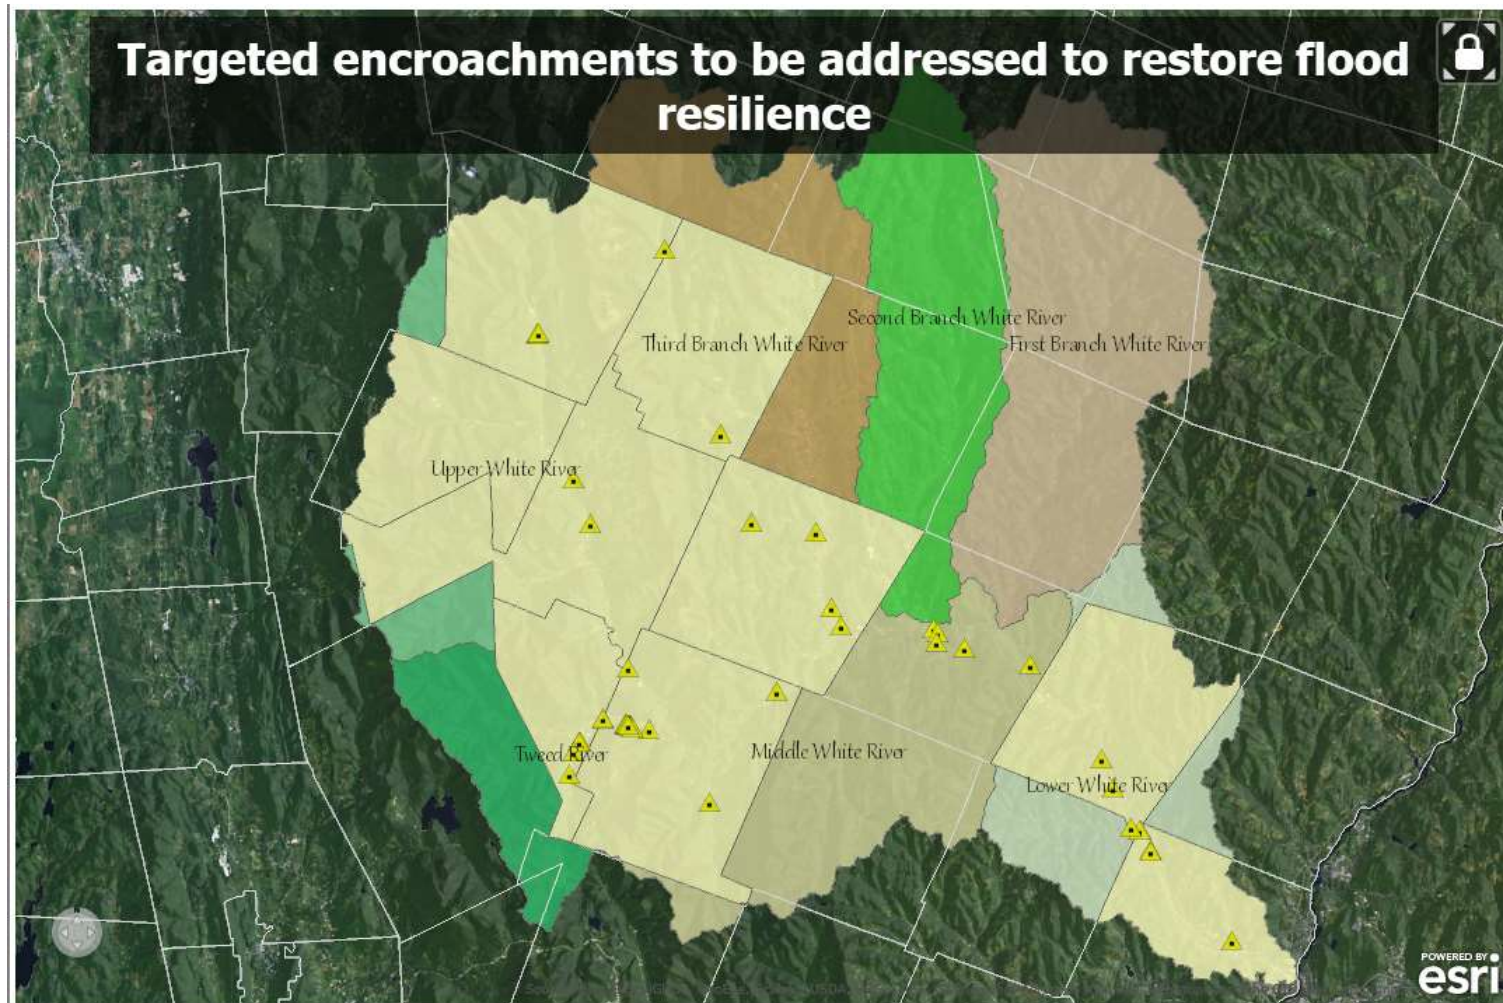 Targeted encroachments to be addressed to restore flood
resilience
Second Branch White River
Third Branch White River
First Branch White River
Upper White River
Tweed River
Middle White River
Lower White River
POWERED BY
esri